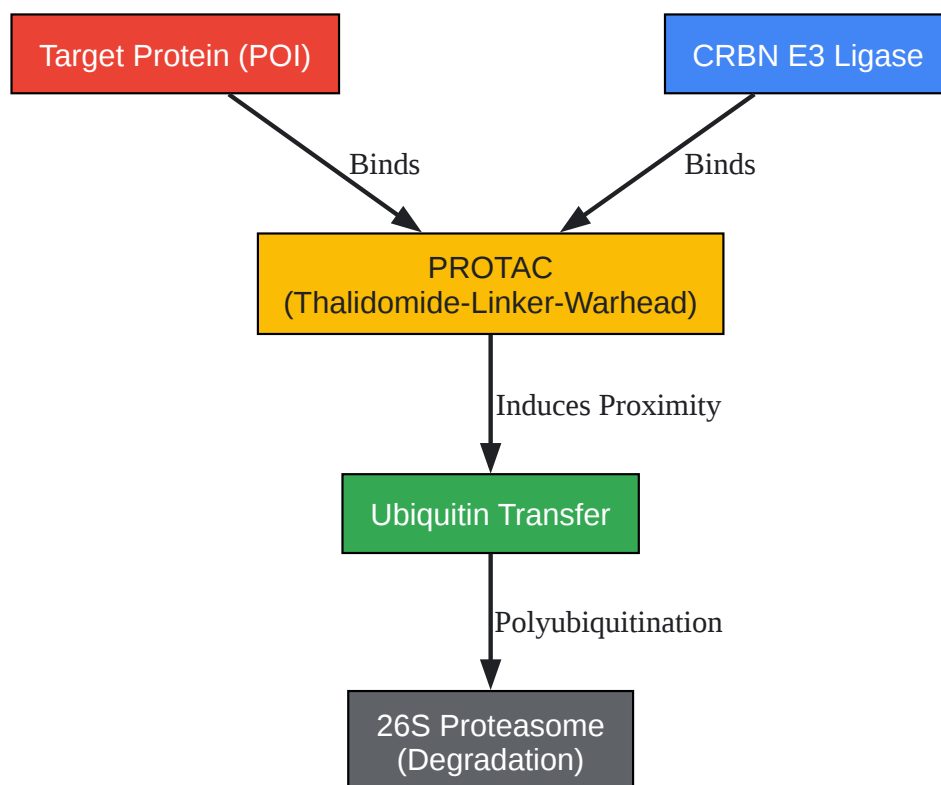 Target Protein (POI)
CRBN E3 Ligase
Binds
Binds
PROTAC
(Thalidomide-Linker-Warhead)
Induces Proximity
Ubiquitin Transfer
Polyubiquitination
26S Proteasome
(Degradation)